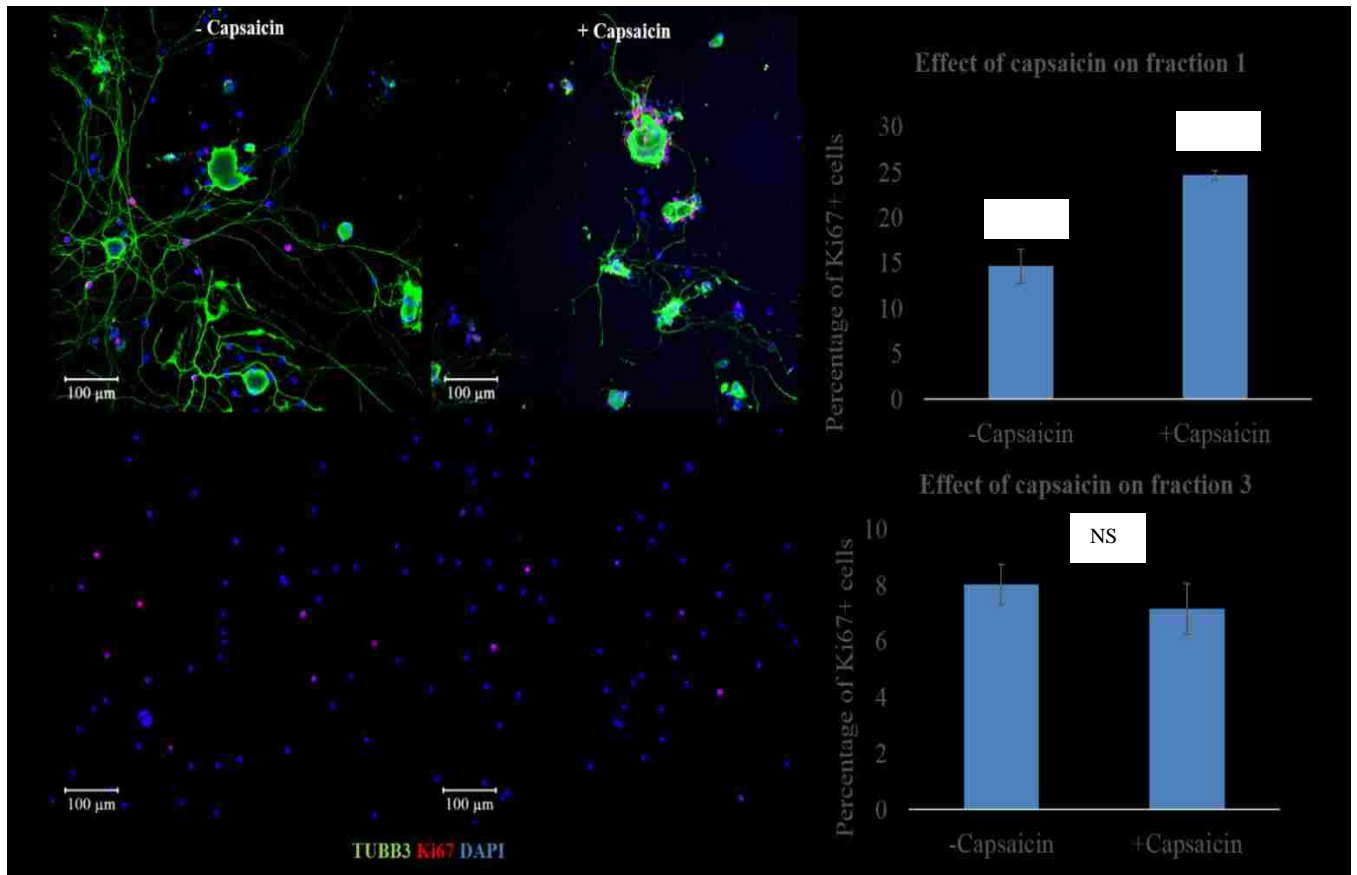 - Capsaicin
+ Capsaicin
100 µm
100 µm
100 µm
100 µm
TUBB3 Ki67 DAPI
Effect of capsaicin on fraction 1
Percentage of Ki67+ cells
30
25
20
15
10
5
0
-Capsaicin
+Capsaicin
Effect of capsaicin on fraction 3
NS
Percentage of Ki67+ cells
10
8
6
4
2
0
-Capsaicin
+Capsaicin